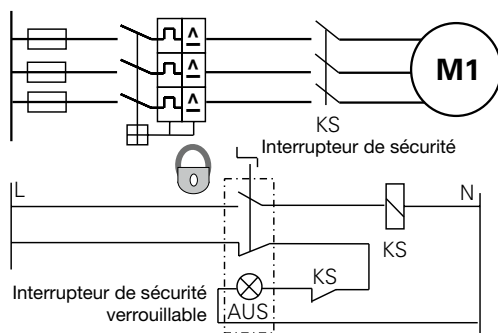 M1
KS
Interrupteur de sécurité
L
N
KS
KS
Interrupteur de sécurité
verrouillable
AUS